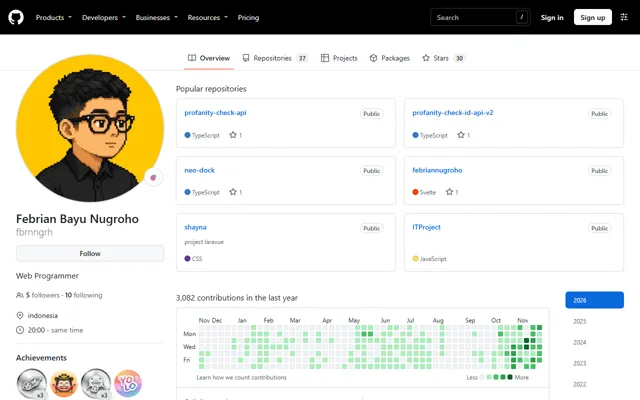 Products Developers Businesses Resources Pricing Search / Sign in Sign up
Overview Repositories 37 Projects Packages Stars 30
Popular repositories
profanity-check-api Public
TypeScript 1
profanity-check-id-api-v2 Public
TypeScript 1
neo-dock Public
TypeScript 1
febriannugroho Public
Svelte 1
shayna Public
project laravue
CSS
ITProject Public
JavaScript
Febrian Bayu Nugroho
fbrnngrh
Follow
Web Programmer
5 followers · 10 following
indonesia
20:00 - same time
Achievements
x3
x3
YOLO
3,082 contributions in the last year
Nov Dec Jan Feb Mar Apr May Jun Jul Aug Sep Oct Nov
Mon
Wed
Fri
Learn how we count contributions Less More
2026
2025
2024
2023
2022